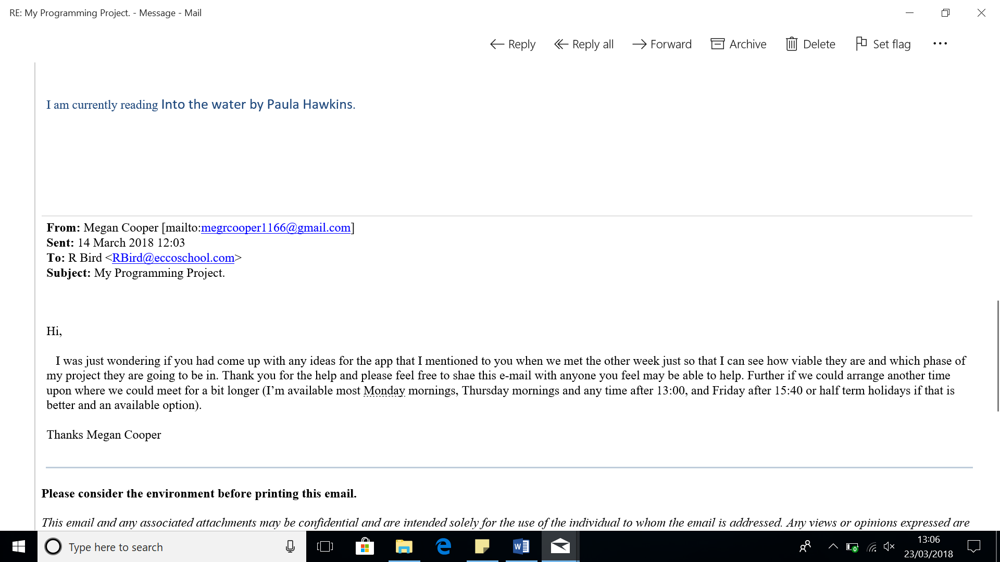 RE: My Programming Project. - Message - Mail
Reply
Reply all
Forward
Archive
Delete
Set flag
I am currently reading Into the water by Paula Hawkins.
From: Megan Cooper [mailto:megrcooper1166@gmail.com]
Sent: 14 March 2018 12:03
To: R Bird <RBird@eccoschool.com>
Subject: My Programming Project.
Hi,
I was just wondering if you had come up with any ideas for the app that I mentioned to you when we met the other week just so that I can see how viable they are and which phase of
my project they are going to be in. Thank you for the help and please feel free to shae this e-mail with anyone you feel may be able to help. Further if we could arrange another time
upon where we could meet for a bit longer (I’m available most Monday mornings, Thursday mornings and any time after 13:00, and Friday after 15:40 or half term holidays if that is
better and an available option).
Thanks Megan Cooper
Please consider the environment before printing this email.
This email and any associated attachments may be confidential and are intended solely for the use of the individual to whom the email is addressed. Any views or opinions expressed are
Type here to search
13:06
23/03/2018